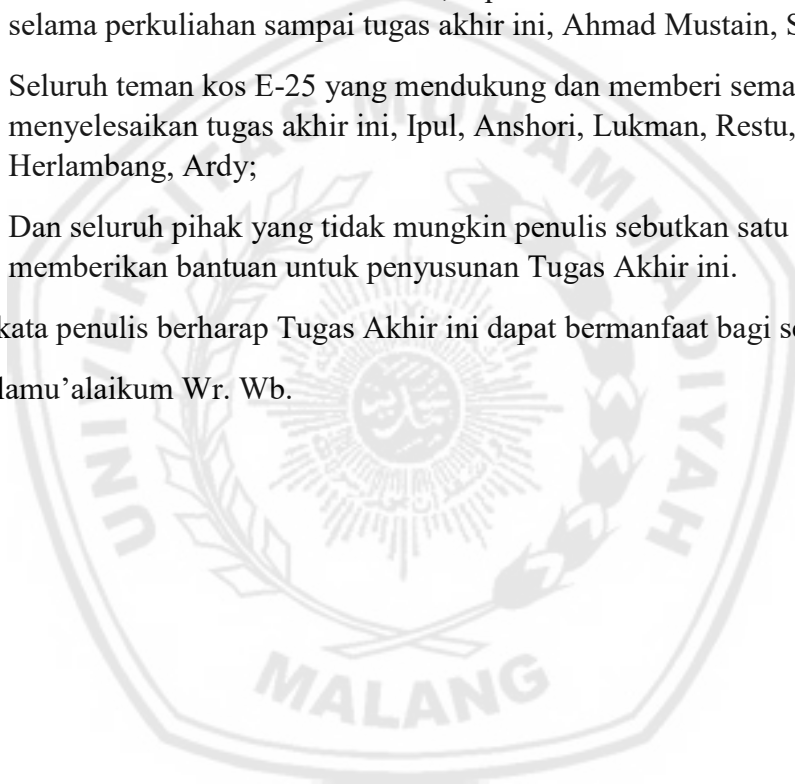 selama perkuliahan sampai tugas akhir ini, Ahmad Mustain, S
Seluruh teman kos E-25 yang mendukung dan memberi sema
menyelesaikan tugas akhir ini, Ipul, Anshori, Lukman, Restu,
Herlambang, Ardy;
Dan seluruh pihak yang tidak mungkin penulis sebutkan satu
memberikan bantuan untuk penyusunan Tugas Akhir ini.
kata penulis berharap Tugas Akhir ini dapat bermanfaat bagi se
lamu’alaikum Wr. Wb.
UNIVERSITAS MUHAMMADIYAH
MALANG